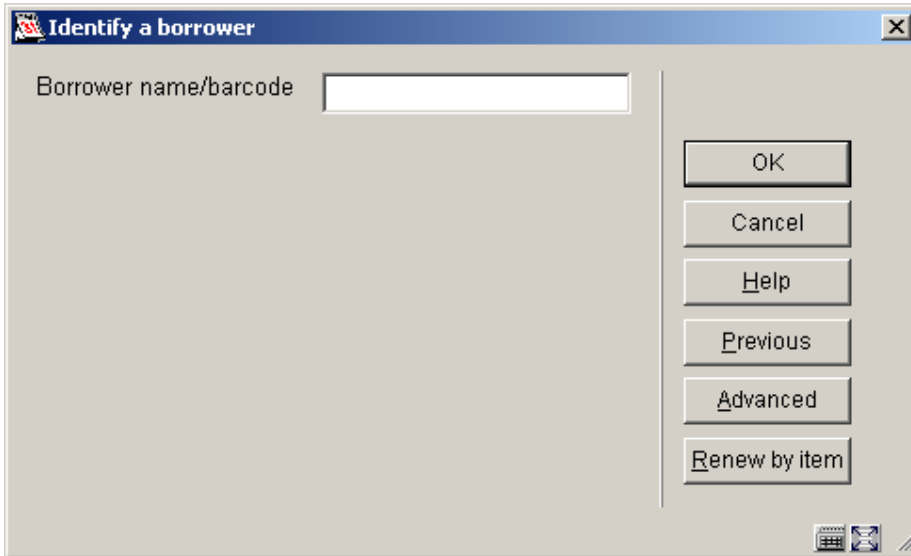 Identify a borrower
Borrower name/barcode
OK
Cancel
Help
Previous
Advanced
Renew by item